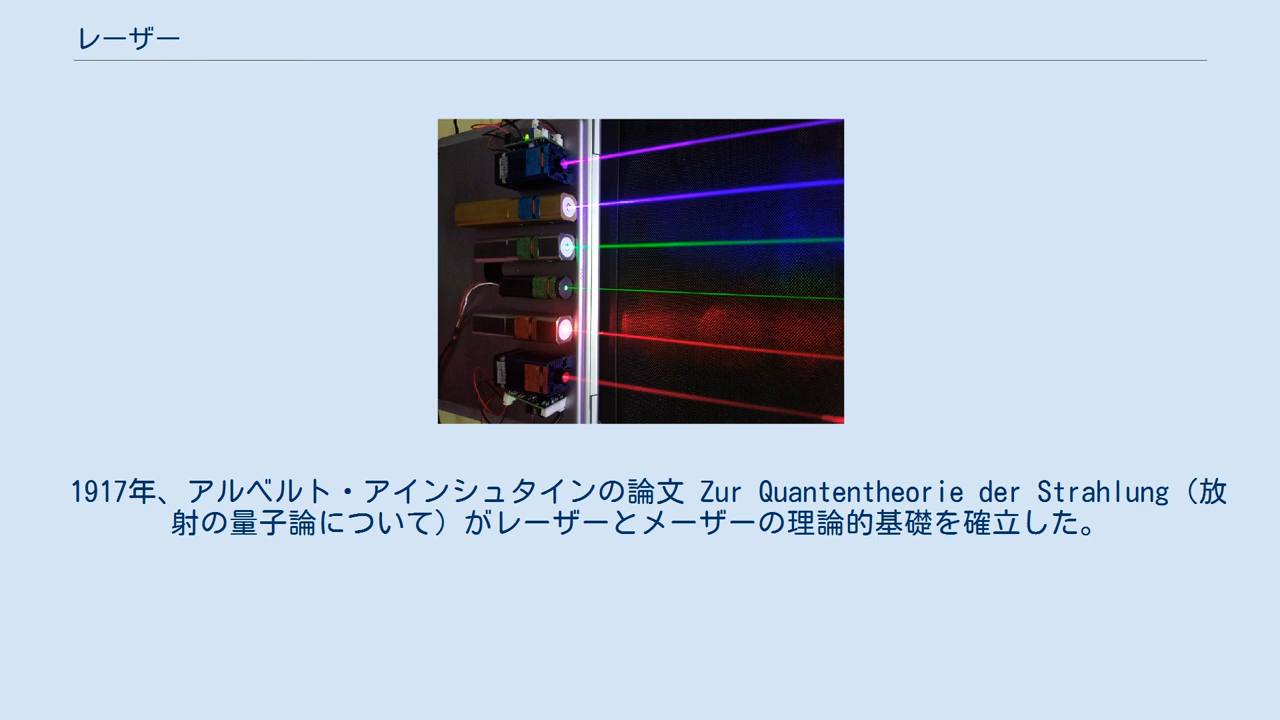 レーザー
1917年、アルベルト・アインシュタインの論文 Zur Quantentheorie der Strahlung（放
射の量子論について）がレーザーとメーザーの理論的基礎を確立した。